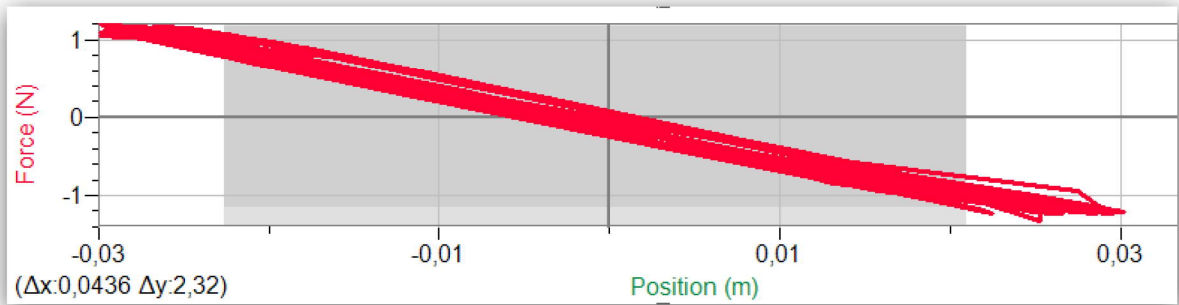 1
0
-1
Force (N)
-0,03
-0,01
0,01
0,03
(Δx:0,0436 Δy:2,32)
Position (m)